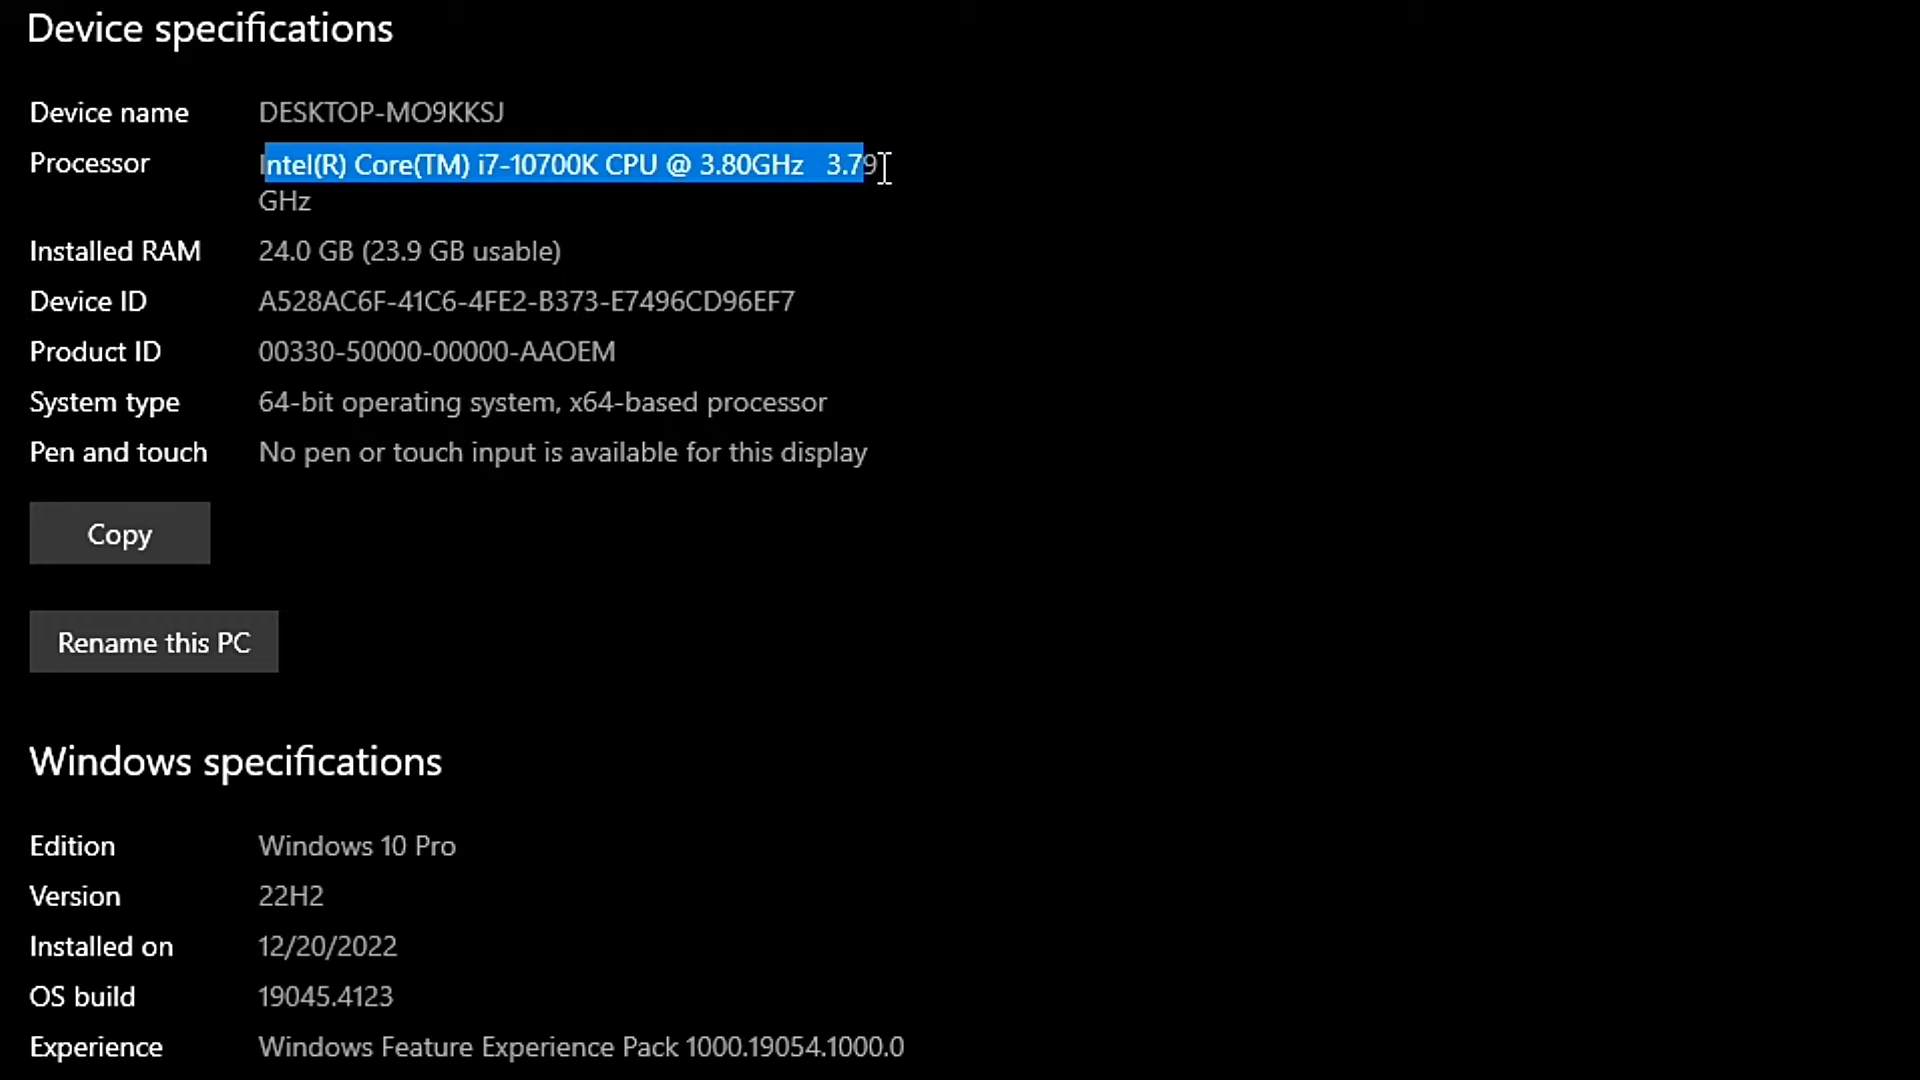 Device specifications
Device name DESKTOP-MO9KKSJ
Processor Intel(R) Core(TM) i7-10700K CPU @ 3.80GHz 3.79
GHz
Installed RAM 24.0 GB (23.9 GB usable)
Device ID A528AC6F-41C6-4FE2-B373-E7496CD96EF7
Product ID 00330-50000-00000-AAOEM
System type 64-bit operating system, x64-based processor
Pen and touch No pen or touch input is available for this display
Copy
Rename this PC
Windows specifications
Edition Windows 10 Pro
Version 22H2
Installed on 12/20/2022
OS build 19045.4123
Experience Windows Feature Experience Pack 1000.19054.1000.0